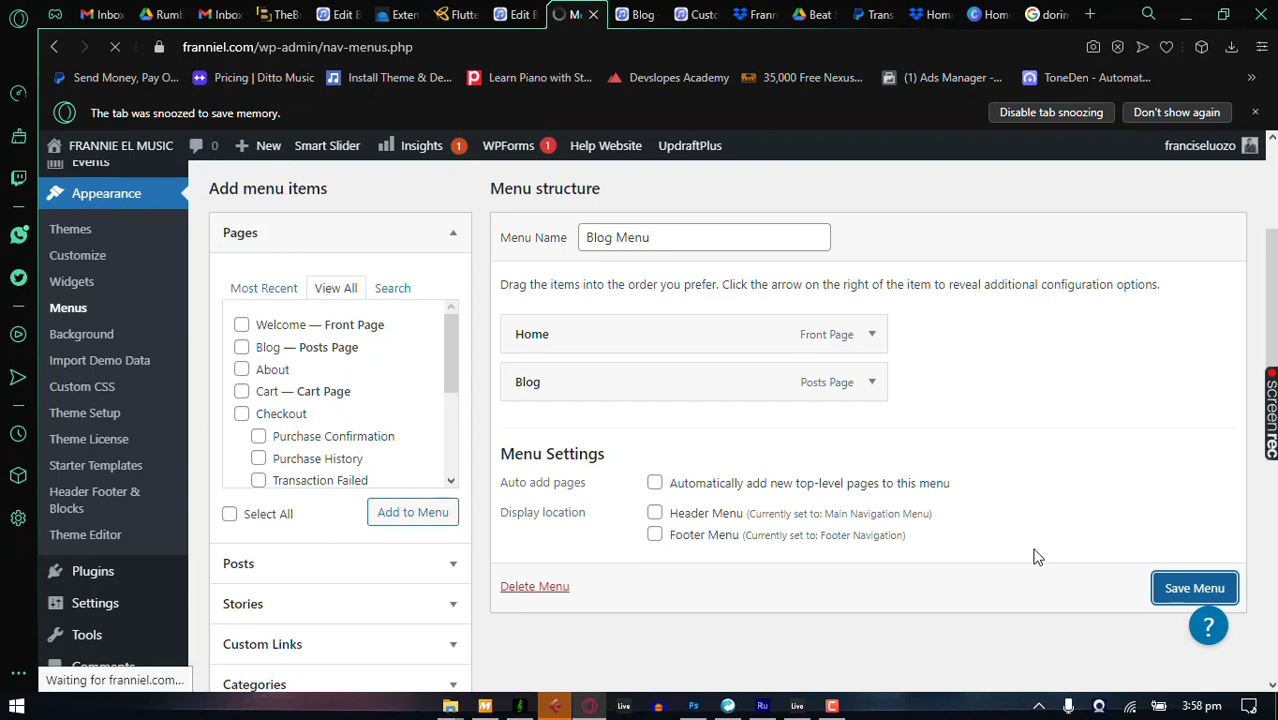 Inbox
Rumb
Inbox
TheB
Edit B
Exten
Flutte
Edit B
Me
Blog
Custo
Frann
Beat
Trans
Hom
Home
dorin
franniel.com/wp-admin/nav-menus.php
Send Money, Pay O...
Pricing | Ditto Music
Install Theme & De...
Learn Piano with St...
Devslopes Academy
35,000 Free Nexus...
(1) Ads Manager -...
ToneDen - Automat...
»
The tab was snoozed to save memory.
Disable tab snoozing
Don't show again
FRANNIE EL MUSIC
0
New
Smart Slider
Insights 1
WPForms 1
Help Website
UpdraftPlus
franciseluozo
Events
Appearance
Themes
Customize
Widgets
Menus
Background
Import Demo Data
Custom CSS
Theme Setup
Theme License
Starter Templates
Header Footer &
Blocks
Theme Editor
Plugins
Settings
Tools
Comments
Add menu items
Pages
Most Recent
View All
Search
Welcome — Front Page
Blog — Posts Page
About
Cart — Cart Page
Checkout
Purchase Confirmation
Purchase History
Transaction Failed
Select All
Add to Menu
Posts
Stories
Custom Links
Categories
Menu structure
Menu Name
Blog Menu
Drag the items into the order you prefer. Click the arrow on the right of the item to reveal additional configuration options.
Home
Front Page
Blog
Posts Page
Menu Settings
Auto add pages
Automatically add new top-level pages to this menu
Display location
Header Menu (Currently set to: Main Navigation Menu)
Footer Menu (Currently set to: Footer Navigation)
Delete Menu
Save Menu
?
screenrec
Waiting for franniel.com...
Live
Ps
Ru
Live
3:58 pm